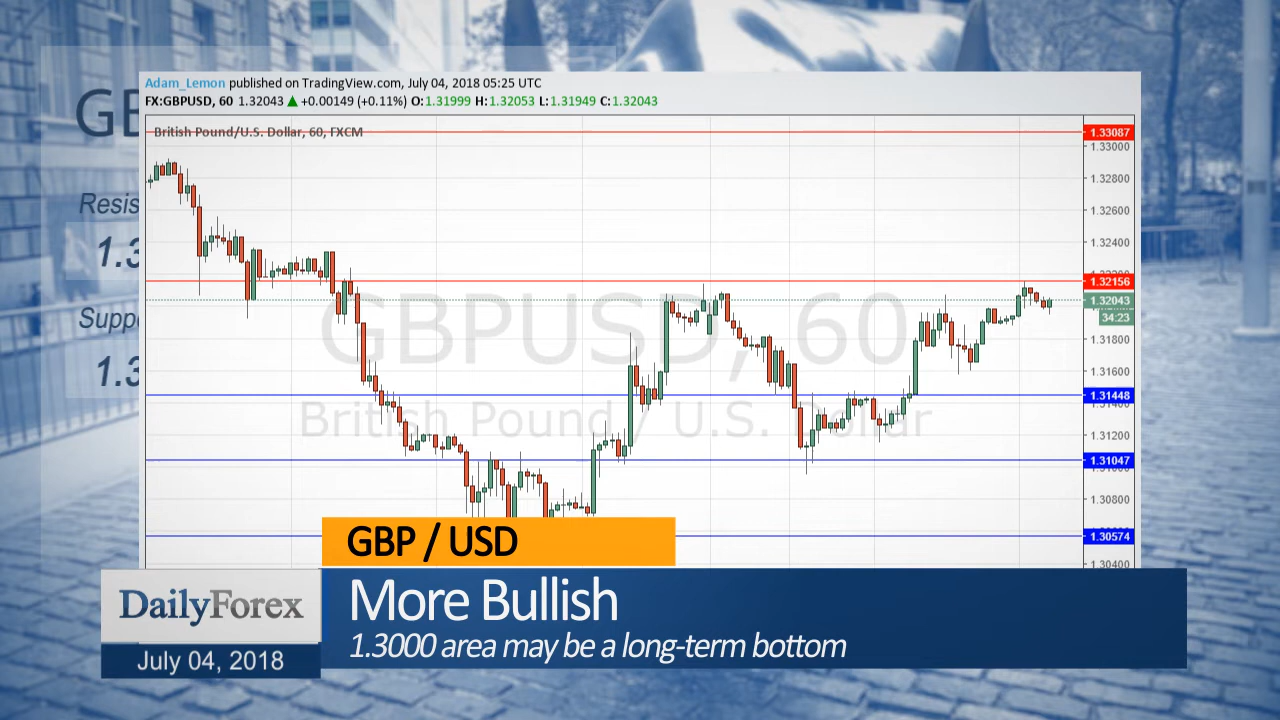 Adam_Lemon published on TradingView.com, July 04, 2018 05:25 UTC
FX:GBPUSD, 60 1.32043 ▲ +0.00149 (+0.11%) O:1.31999 H:1.32053 L:1.31949 C:1.32043
British Pound/U.S. Dollar, 60, FXCM
GBPUSD, 60
British Pound / U.S. Dollar
1.33087
1.33000
1.32800
1.32600
1.32400
1.32156
1.32043
34:23
1.31800
1.31600
1.31448
1.31200
1.31047
1.30800
1.30574
1.30400
GB
Resis
1.3
Suppo
1.3
GBP / USD
More Bullish
1.3000 area may be a long-term bottom
DailyForex
July 04, 2018